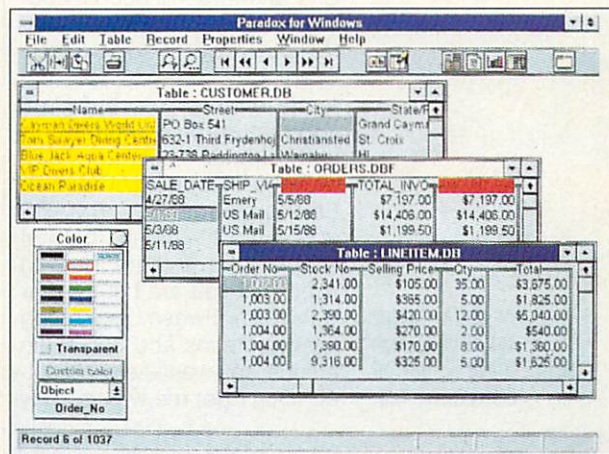 Paradox for Windows
File Edit Table Record Properties Window Help
Table : CUSTOMER.DB
Name Street City State/P
Cayman Divers World Unl PO Box 541 Grand Cayma
Tom Sawyer Diving Centre 632-1 Third Frydenhoj Christiansted St. Croix
Blue Jack Aqua Center 23-738 Paddington La Waipahu HI
VIP Divers Club
Ocean Paradise
Table : ORDERS.DBF
SALE_DATE SHIP_VIA SHIP_DATE TOTAL_INVO
4/27/88 Emery 5/5/88 $7,197.00 $7,197.00
US Mail 5/12/88 $14,406.00 $14,406.00
5/3/88 US Mail 5/15/88 $1,199.50 $1,199.50
5/11/88
Table : LINEITEM.DB
Order No Stock No Selling Price Qty Total
1,002.00 2,341.00 $105.00 35.00 $3,675.00
1,003.00 1,314.00 $365.00 5.00 $1,825.00
1,003.00 2,390.00 $420.00 12.00 $5,040.00
1,004.00 1,364.00 $270.00 2.00 $540.00
1,004.00 1,390.00 $170.00 8.00 $1,360.00
1,004.00 9,316.00 $325.00 5.00 $1,625.00
Color
Transparent
Custom color
Object
Order_No
Record 6 of 1037